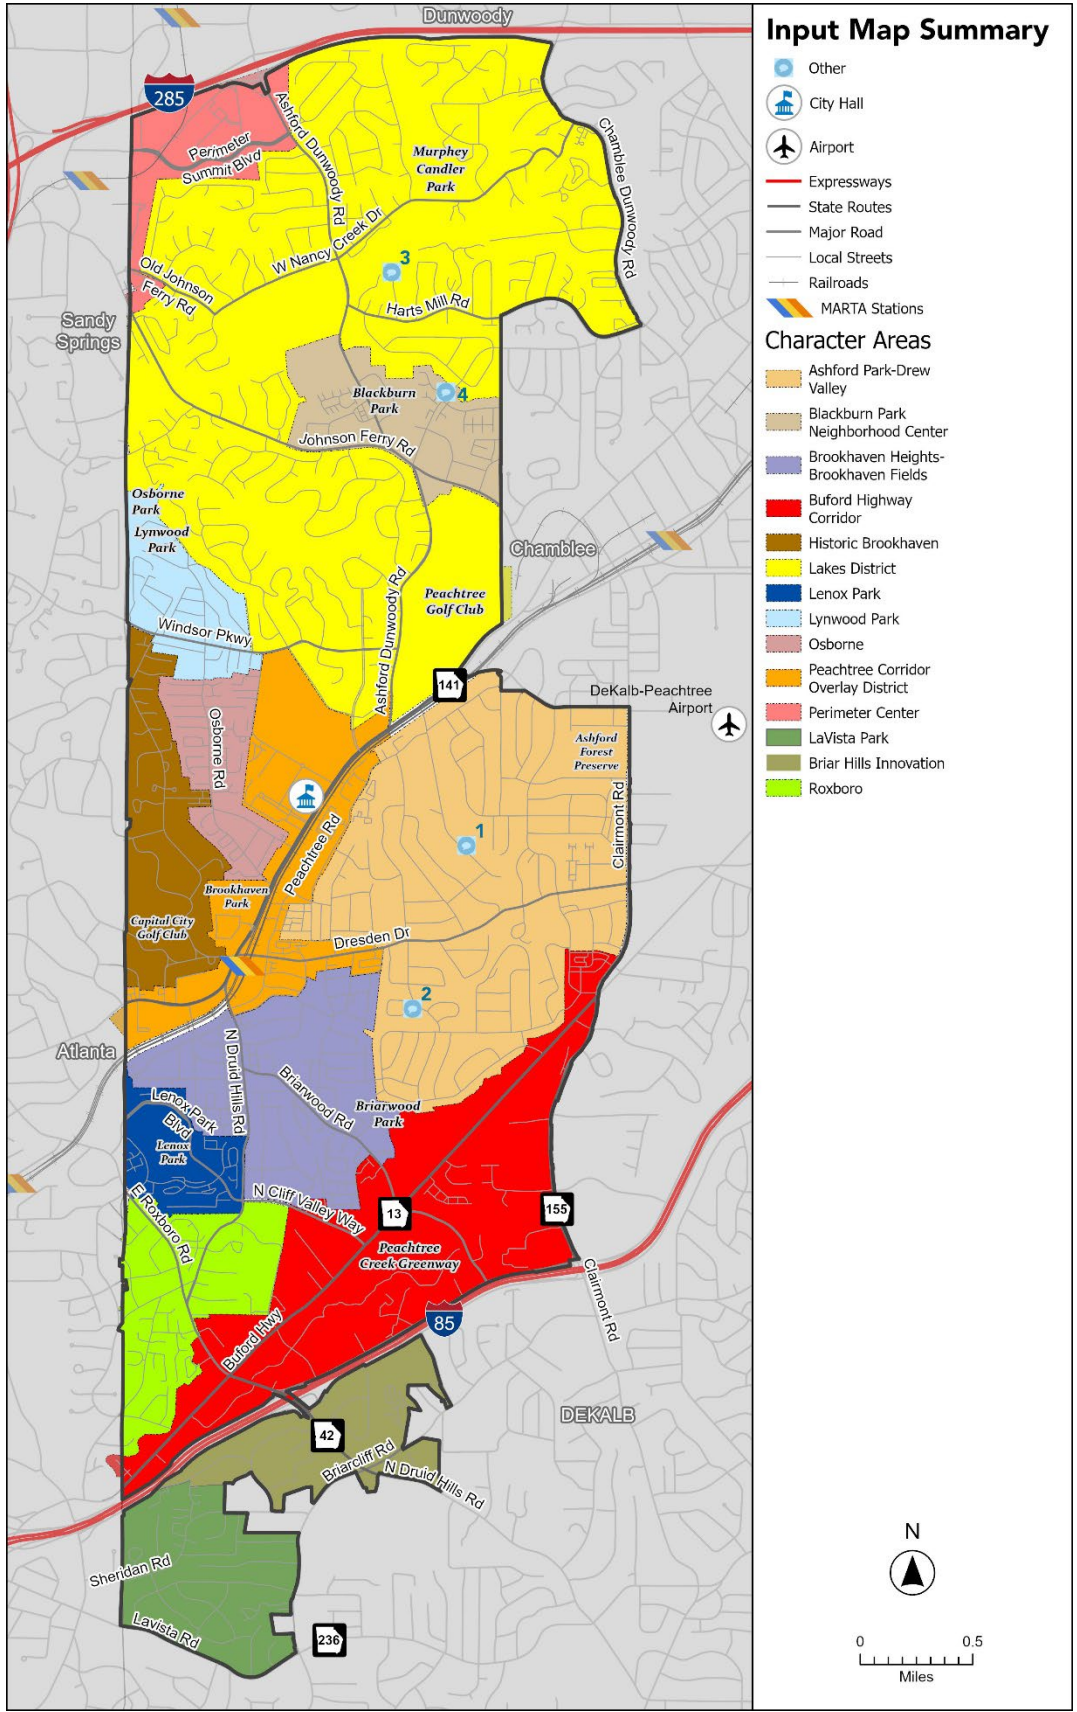 Dunwoody
285
Perimeter
Summit Blvd
Ashford Dunwoody Rd
Murphey
Candler
Park
Chamblee Dunwoody Rd
W Nancy Creek Dr
3
Old Johnson
Ferry Rd
Harts Mill Rd
Sandy
Springs
Blackburn
Park
4
Johnson Ferry Rd
Osborne
Park
Lynwood
Park
Chamblee
Ashford Dunwoody Rd
Peachtree
Golf Club
Windsor Pkwy
141
DeKalb-Peachtree
Airport
Osborne Rd
Ashford
Forest
Preserve
Clairmont Rd
1
Peachtree Rd
Brookhaven
Park
Capital City
Golf Club
Dresden Dr
2
Atlanta
N Druid Hills Rd
Briarwood Rd
Lenox Park
Blvd
Lenox
Park
Briarwood
Park
E Roxboro Rd
N Cliff Valley Way
13
155
Peachtree
Creek Greenway
Clairmont Rd
85
Buford Hwy
DEKALB
42
Briarcliff Rd
N Druid Hills Rd
Sheridan Rd
Lavista Rd
236
Input Map Summary
Other
City Hall
Airport
Expressways
State Routes
Major Road
Local Streets
Railroads
MARTA Stations
Character Areas
Ashford Park-Drew
Valley
Blackburn Park
Neighborhood Center
Brookhaven Heights-
Brookhaven Fields
Buford Highway
Corridor
Historic Brookhaven
Lakes District
Lenox Park
Lynwood Park
Osborne
Peachtree Corridor
Overlay District
Perimeter Center
LaVista Park
Briar Hills Innovation
Roxboro
N
0 0.5
Miles